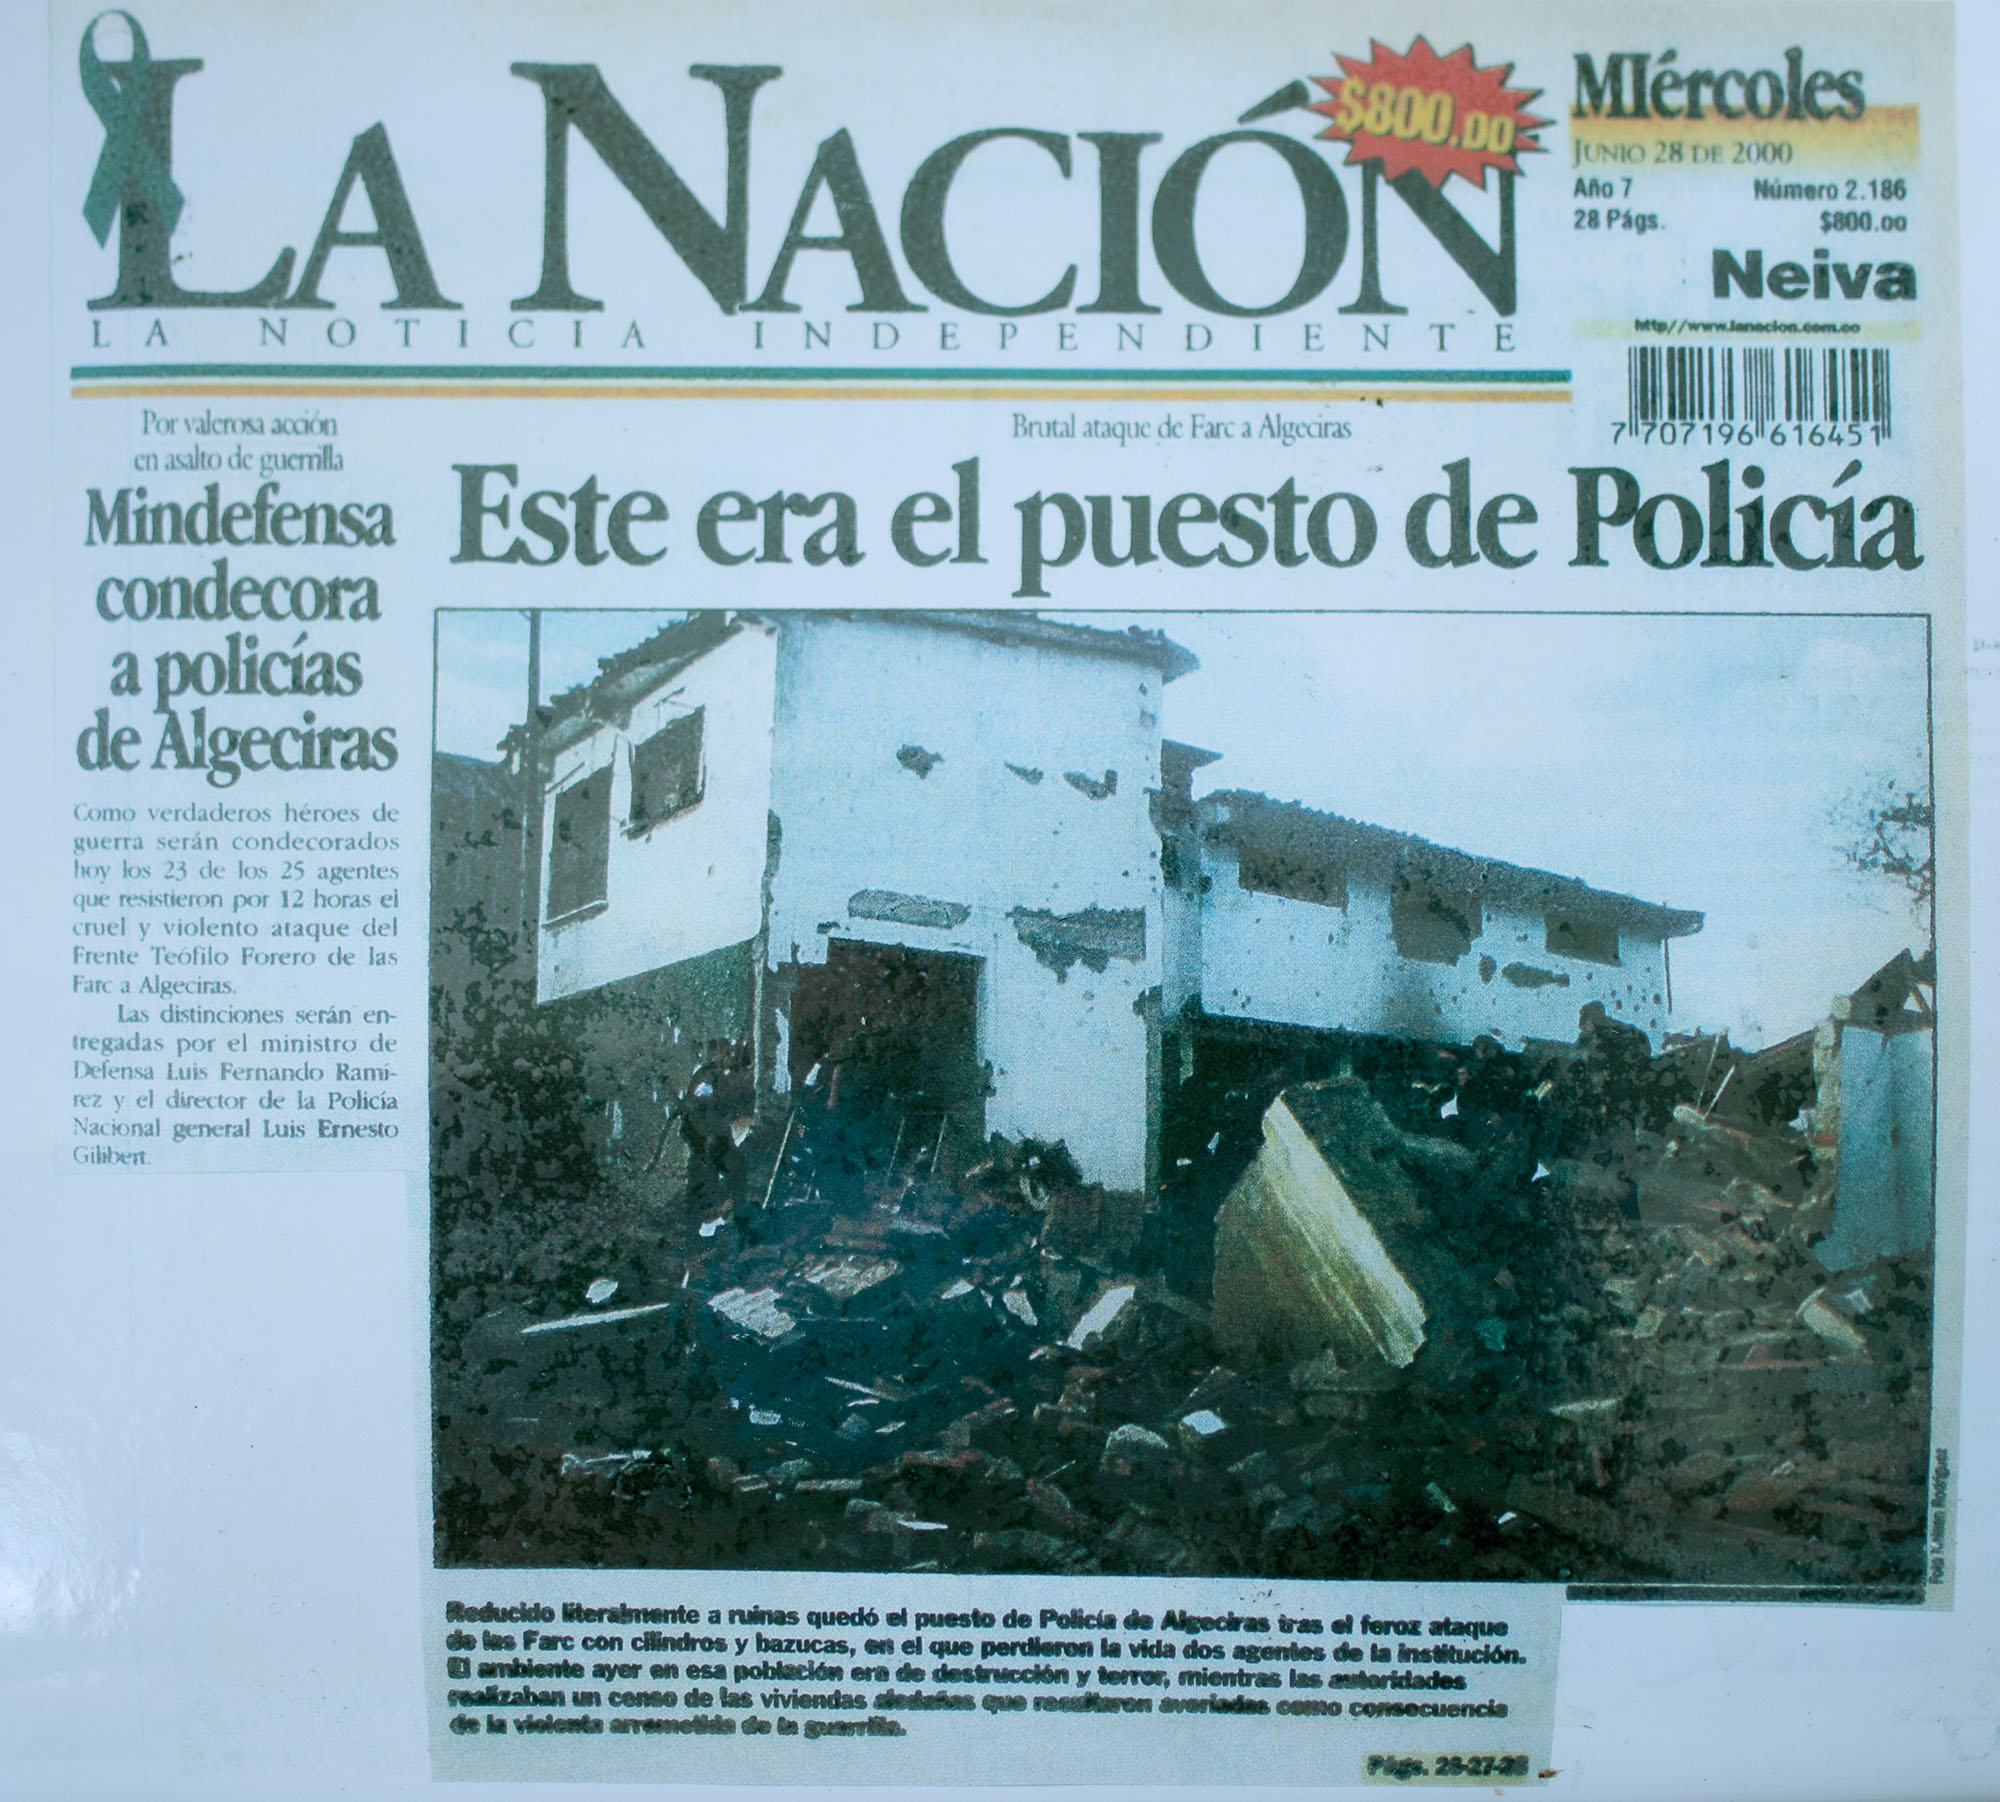 LA NACIÓN
$800.00
LA NOTICIA INDEPENDIENTE
MIércoles
JUNIO 28 DE 2000
Año 7 Número 2.186
28 Págs. $800.00
Neiva
http//www.lanacion.com.co
7 707196 616451
Por valerosa acción
en asalto de guerrilla
Mindefensa
condecora
a policías
de Algeciras
Como verdaderos héroes de
guerra serán condecorados
hoy los 23 de los 25 agentes
que resistieron por 12 horas el
cruel y violento ataque del
Frente Teófilo Forero de las
Farc a Algeciras.
Las distinciones serán en-
tregadas por el ministro de
Defensa Luis Fernando Ramí-
rez y el director de la Policía
Nacional general Luis Ernesto
Gilibert.
Brutal ataque de Farc a Algeciras
Este era el puesto de Policía
Foto Rodríguez
Reducido literalmente a ruinas quedó el puesto de Policía de Algeciras tras el feroz ataque
de las Farc con cilindros y bazucas, en el que perdieron la vida dos agentes de la institución.
El ambiente ayer en esa población era de destrucción y terror, mientras las autoridades
realizaban un censo de las viviendas aledañas que resultaron averiadas como consecuencia
de la violenta arremetida de la guerrilla.
Págs.